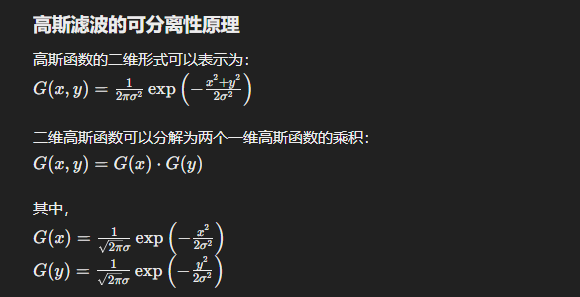 高斯滤波的可分离性原理
高斯函数的二维形式可以表示为：
G(x, y) = \frac{1}{2\pi\sigma^2} \exp\left(-\frac{x^2+y^2}{2\sigma^2}\right)
二维高斯函数可以分解为两个一维高斯函数的乘积：
G(x, y) = G(x) · G(y)
其中，
G(x) = \frac{1}{\sqrt{2\pi}\sigma} \exp\left(-\frac{x^2}{2\sigma^2}\right)
G(y) = \frac{1}{\sqrt{2\pi}\sigma} \exp\left(-\frac{y^2}{2\sigma^2}\right)